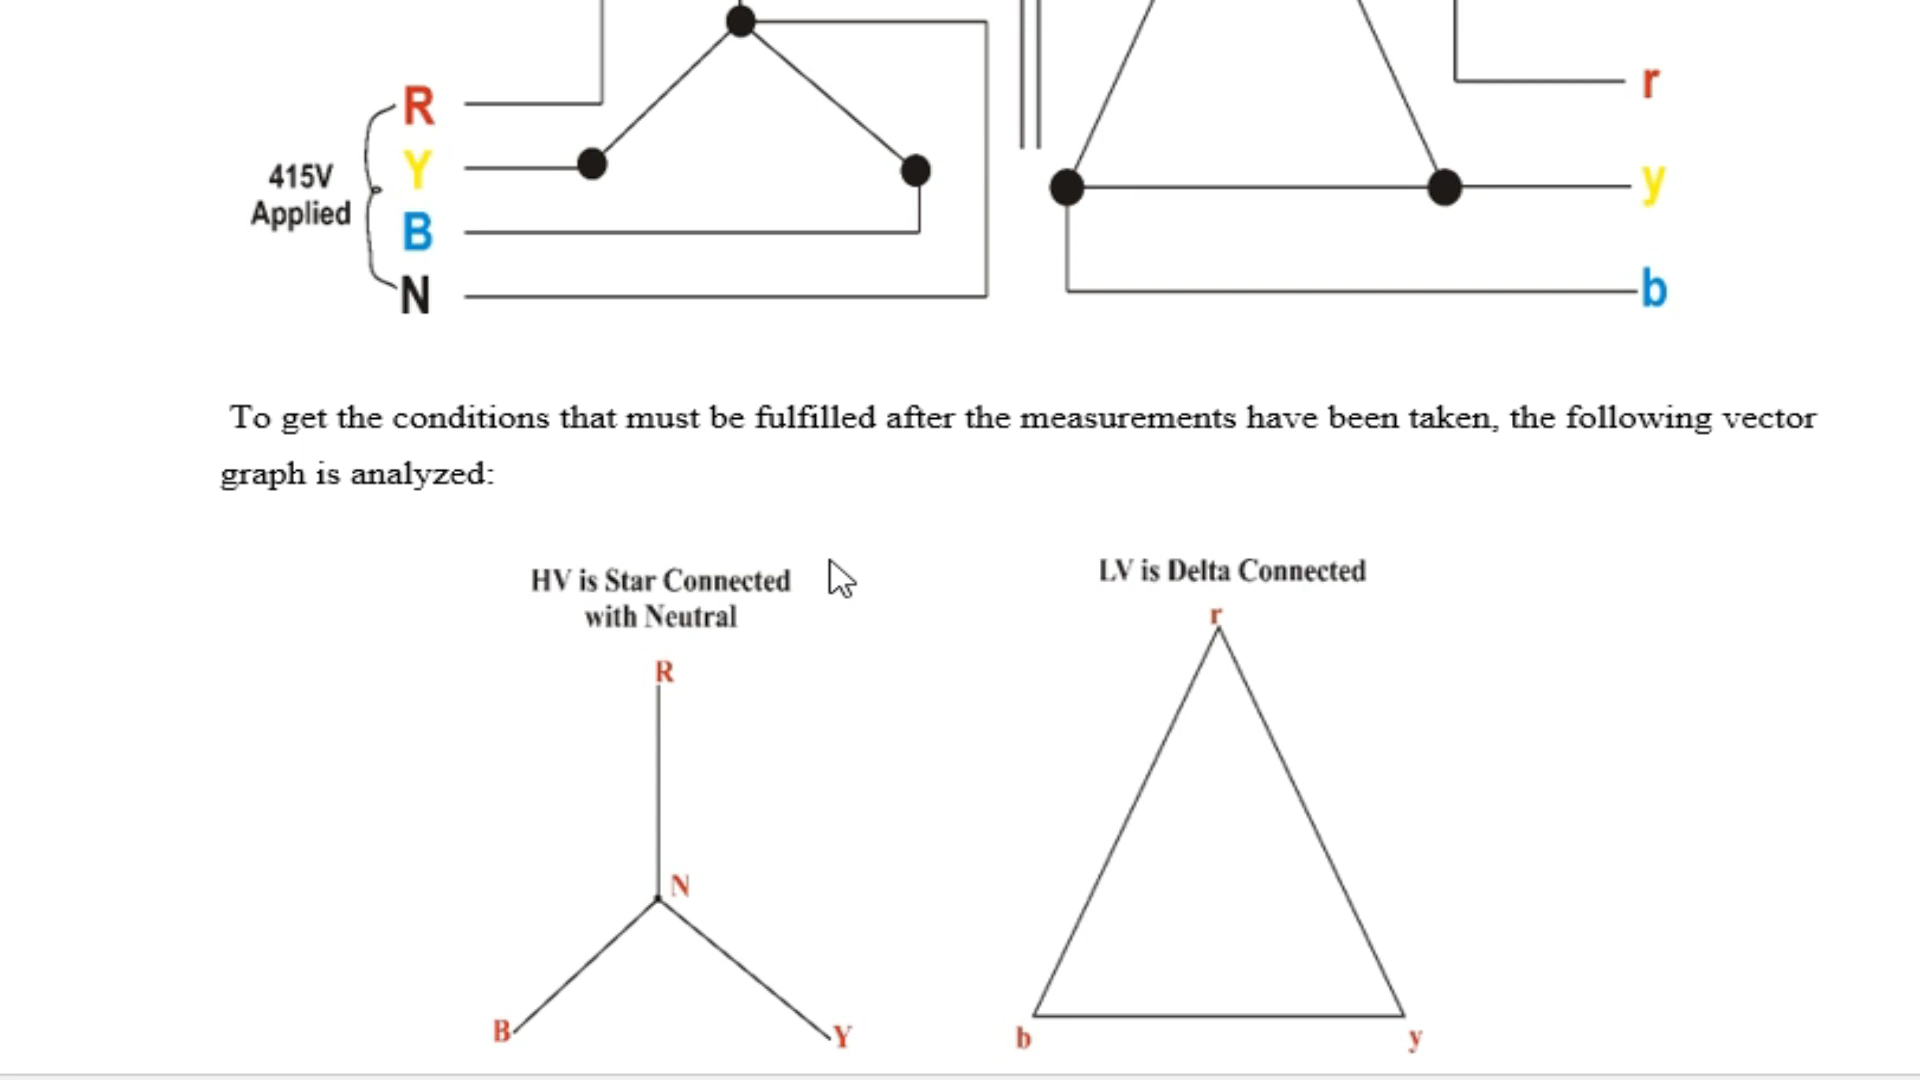 R
Y
B
N
415V
Applied
r
y
b
To get the conditions that must be fulfilled after the measurements have been taken, the following vector
graph is analyzed:
HV is Star Connected
with Neutral
R
N
B
Y
LV is Delta Connected
r
b
y